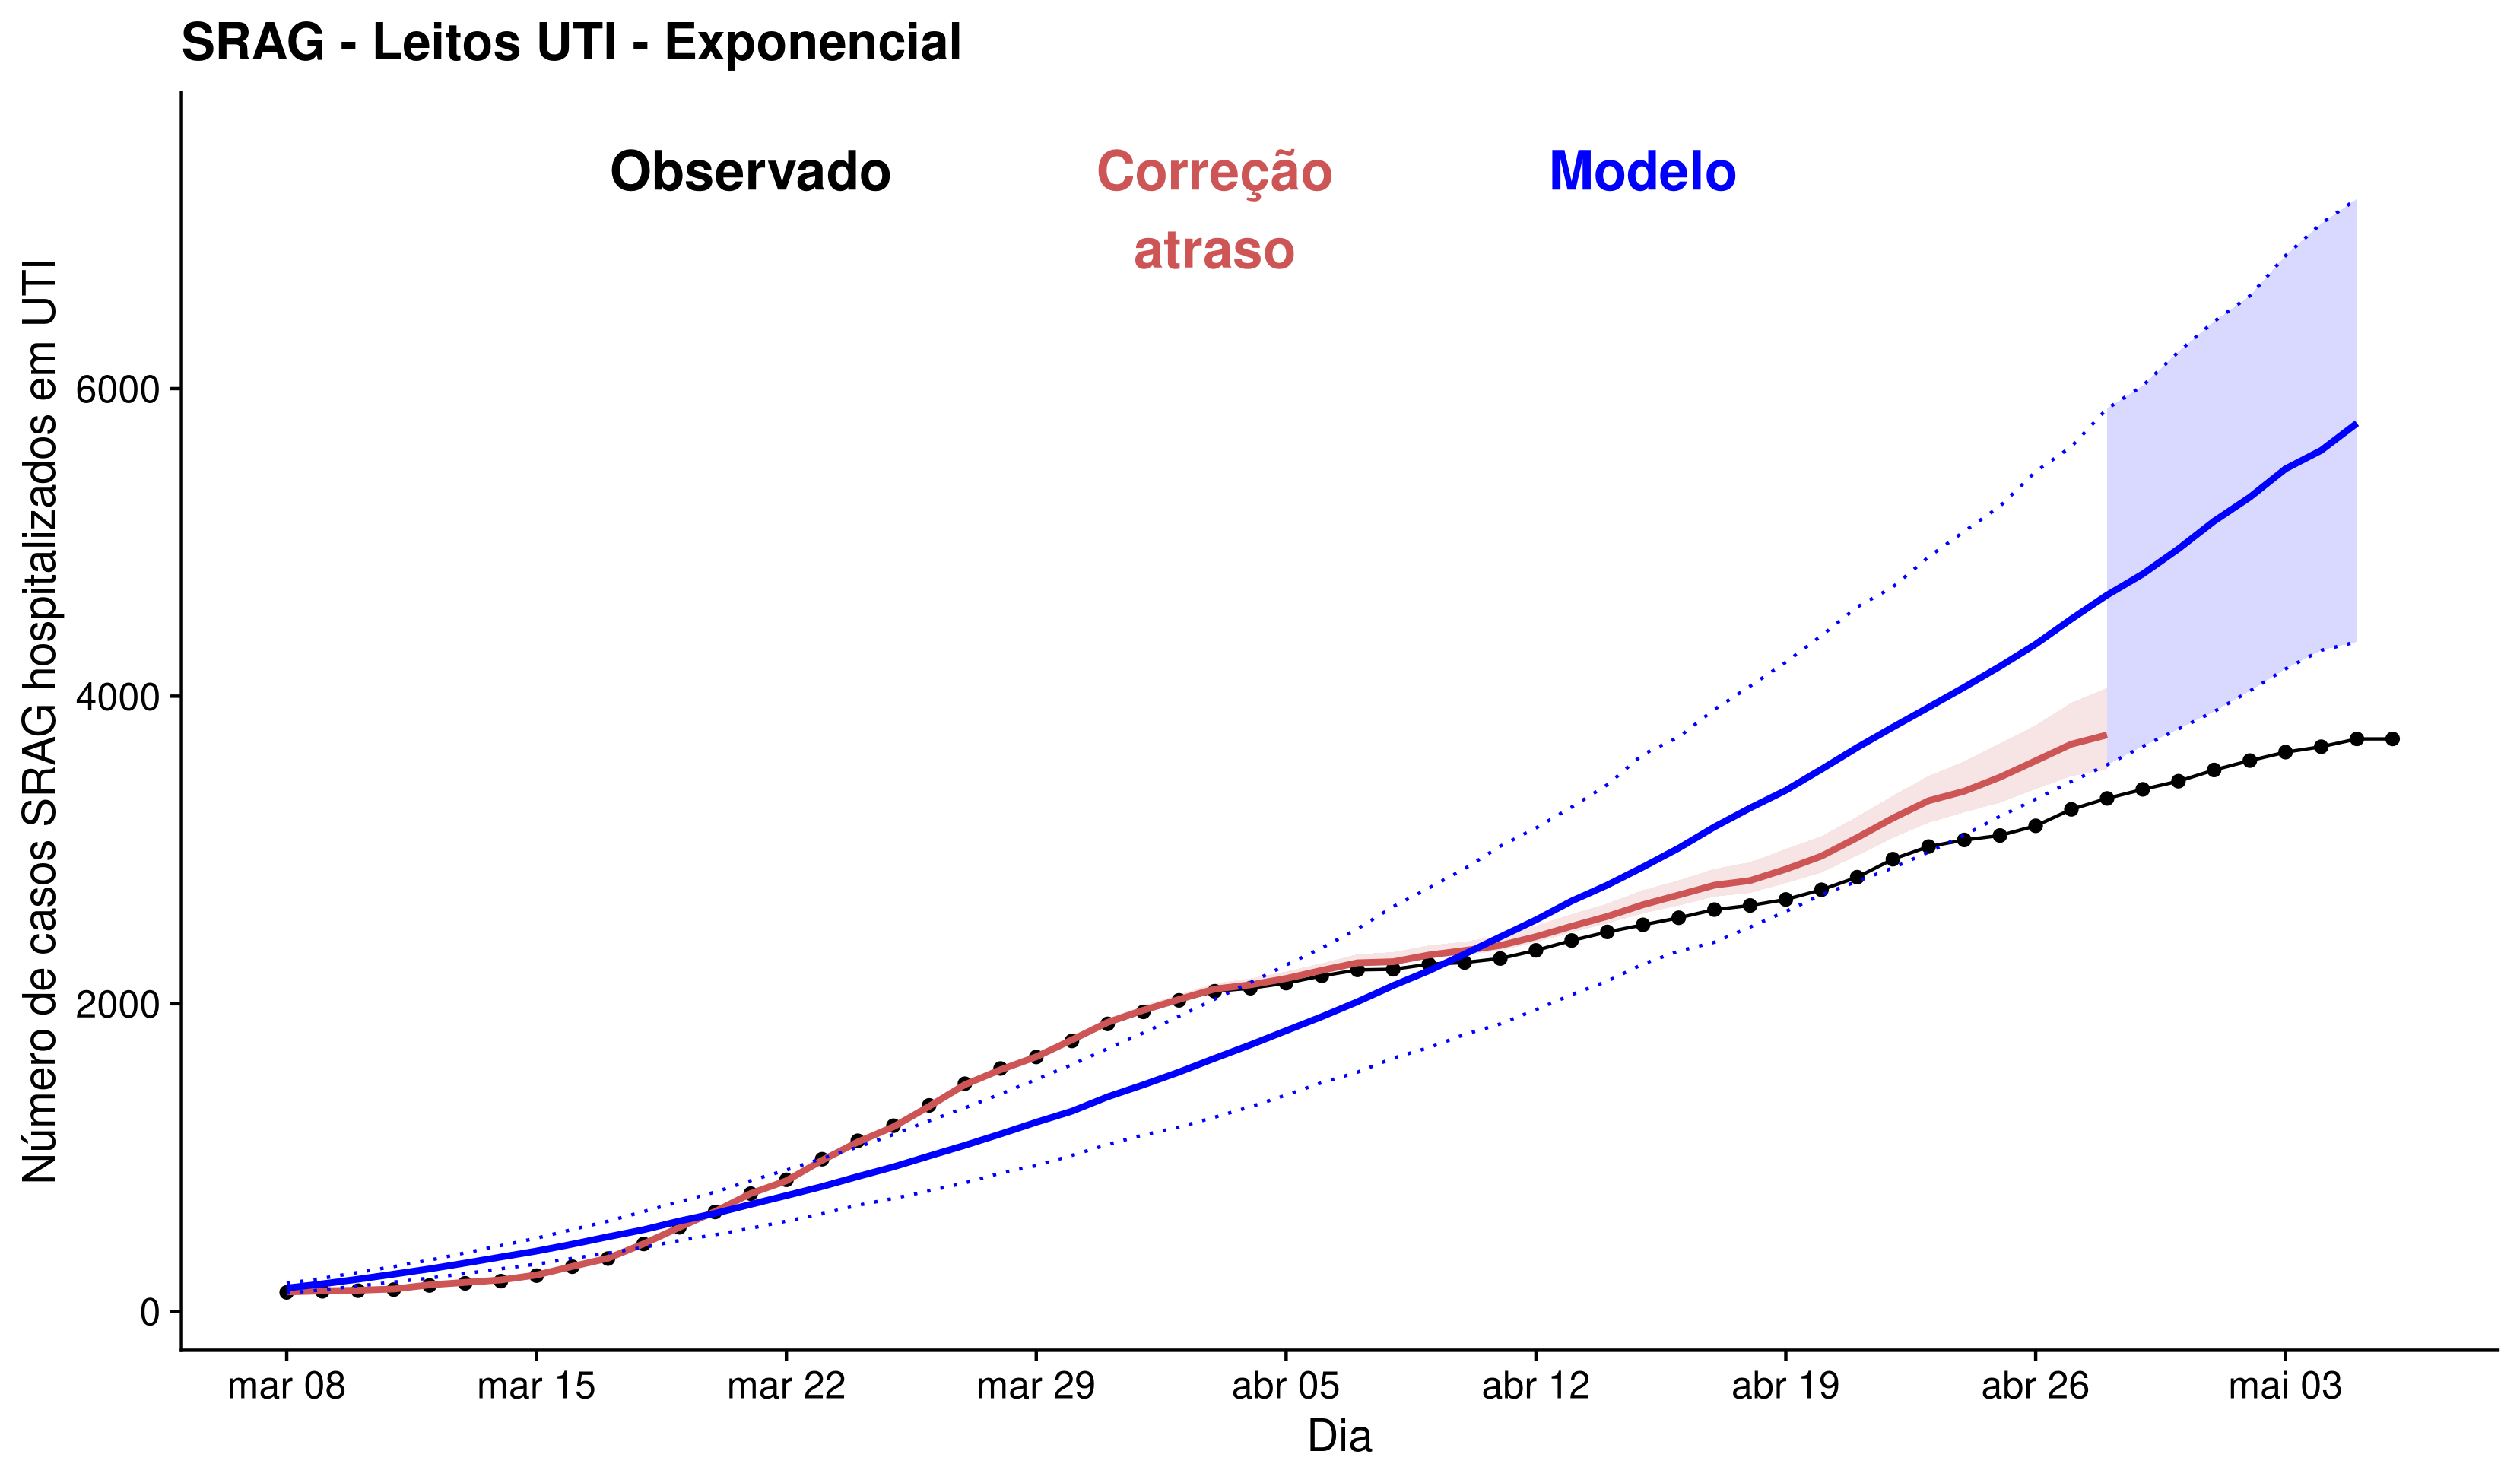 SRAG - Leitos UTI - Exponencial
Observado
Correção
atraso
Modelo
Número de casos SRAG hospitalizados em UTI
6000
4000
2000
0
mar 08
mar 15
mar 22
mar 29
abr 05
abr 12
abr 19
abr 26
mai 03
Dia